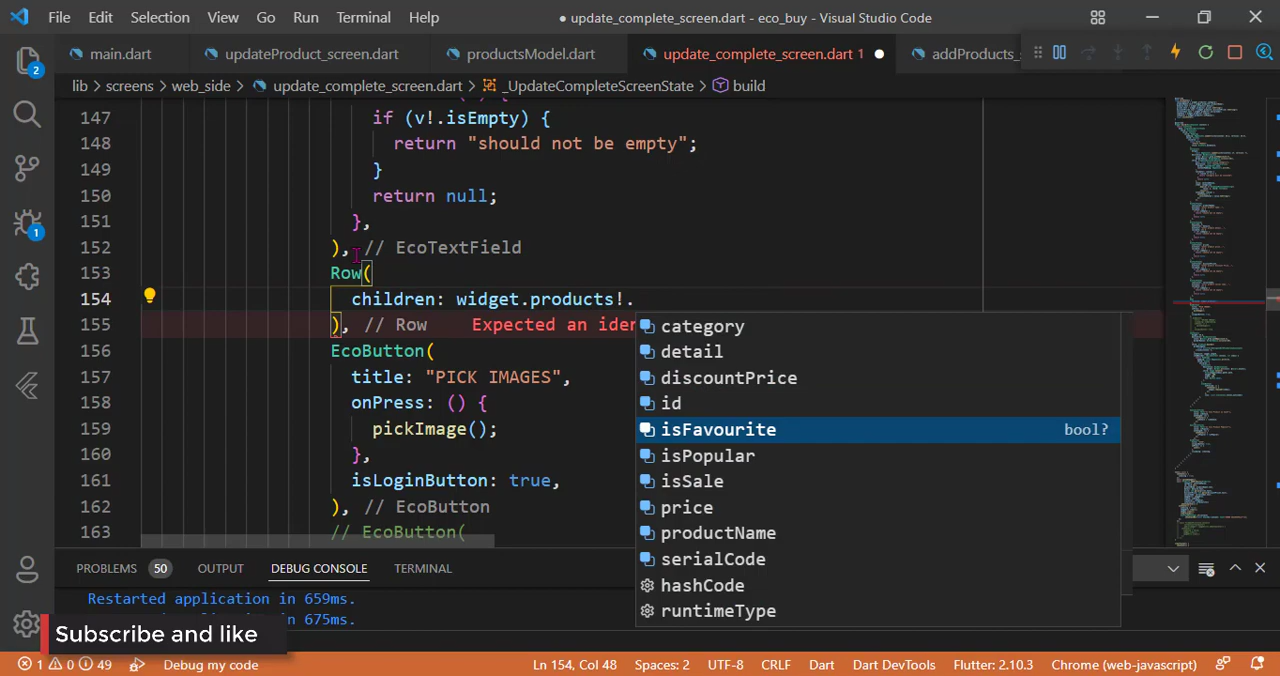 File Edit Selection View Go Run Terminal Help ● update_complete_screen.dart - eco_buy - Visual Studio Code
main.dart updateProduct_screen.dart productsModel.dart update_complete_screen.dart 1 ● addProducts_s
lib > screens > web_side > update_complete_screen.dart > _UpdateCompleteScreenState > build
147
if (v!.isEmpty) {
148 return "should not be empty";
149 }
150 return null;
151 },
152 ), // EcoTextField
153 Row(
154 children: widget.products!.
155 ), // Row Expected an iden
156 EcoButton(
157 title: "PICK IMAGES",
158 onPress: () {
159 pickImage();
160 },
161 isLoginButton: true,
162 ), // EcoButton
163 // EcoButton(
category
detail
discountPrice
id
isFavourite bool?
isPopular
isSale
price
productName
serialCode
hashCode
runtimeType
2
1
PROBLEMS 50 OUTPUT DEBUG CONSOLE TERMINAL
Restarted application in 659ms.
in 675ms.
Subscribe and like
1 0 49 Debug my code Ln 154, Col 48 Spaces: 2 UTF-8 CRLF Dart Dart DevTools Flutter: 2.10.3 Chrome (web-javascript)